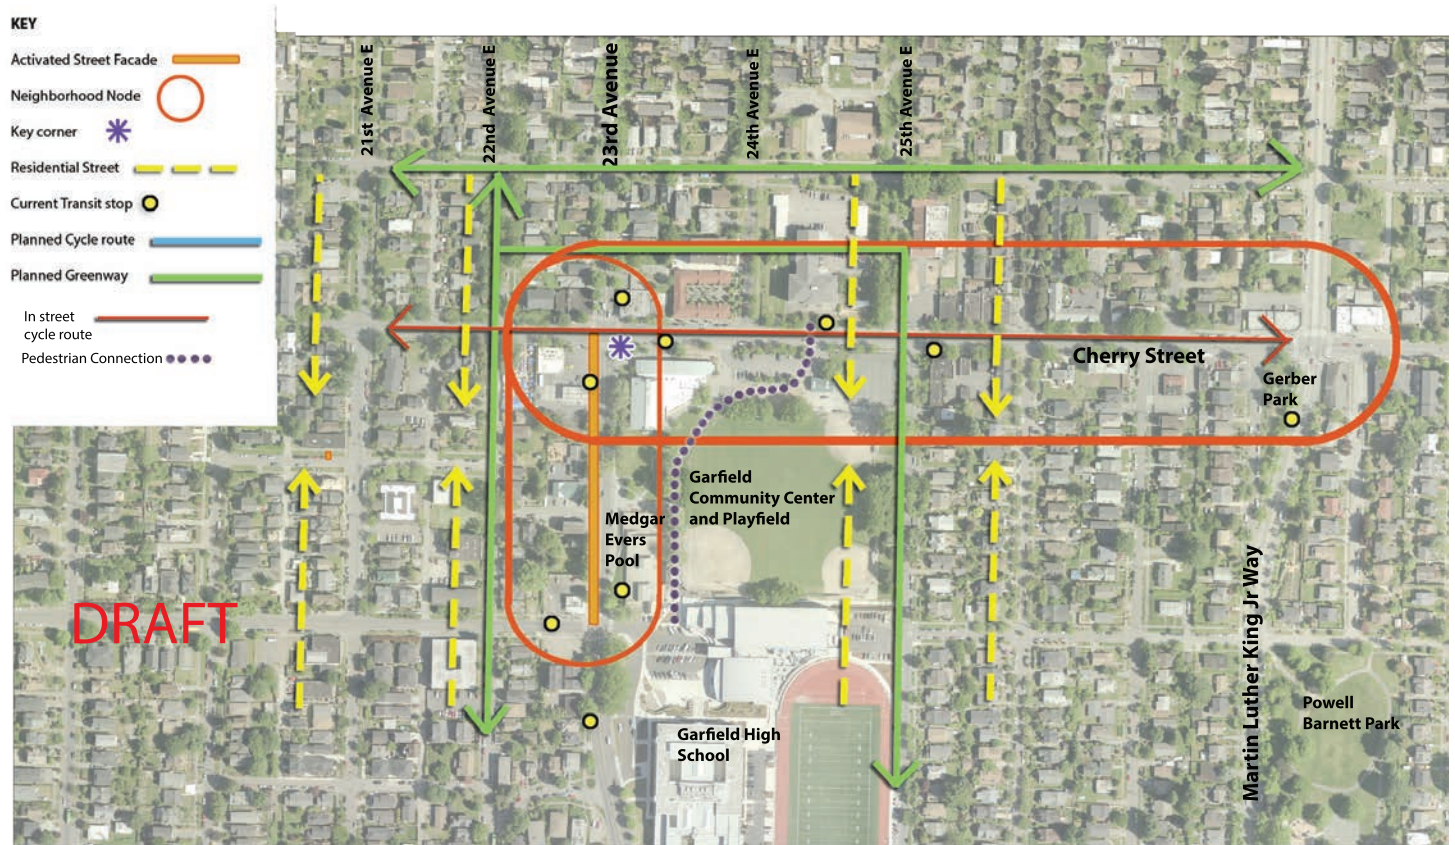 KEY
Activated Street Facade
Neighborhood Node
Key corner
Residential Street
Current Transit stop
Planned Cycle route
Planned Greenway
In street
cycle route
Pedestrian Connection
21st Avenue E
22nd Avenue E
23rd Avenue
24th Avenue E
25th Avenue E
Cherry Street
Gerber
Park
Garfield
Community Center
and Playfield
Medgar
Evers
Pool
DRAFT
Martin Luther King Jr Way
Powell
Barnett Park
Garfield High
School